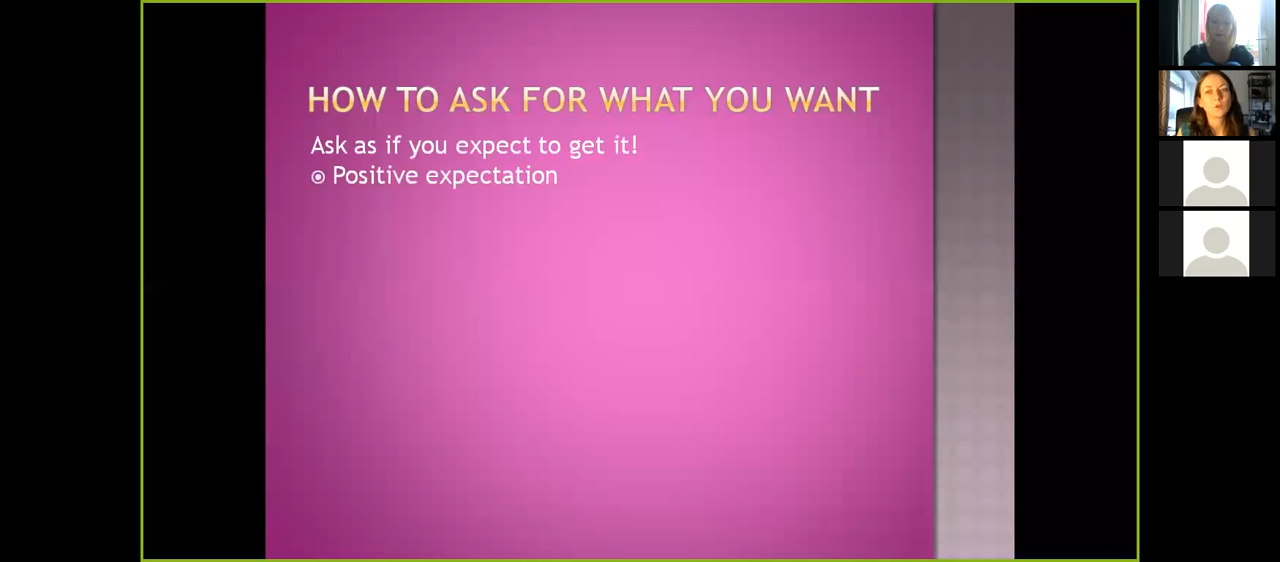 HOW TO ASK FOR WHAT YOU WANT
Ask as if you expect to get it!
Positive expectation